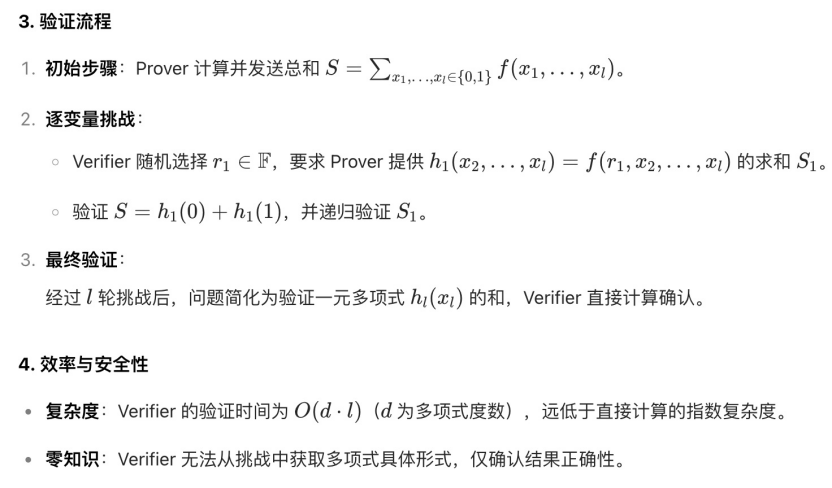 3. 验证流程
1. 初始步骤：Prover 计算并发送总和 $S = \sum_{x_1,\ldots,x_l \in \{0,1\}} f(x_1, \ldots, x_l)$。
2. 逐变量挑战：
○ Verifier 随机选择 $r_1 \in \mathbb{F}$，要求 Prover 提供 $h_1(x_2, \ldots, x_l) = f(r_1, x_2, \ldots, x_l)$ 的求和 $S_1$。
○ 验证 $S = h_1(0) + h_1(1)$，并递归验证 $S_1$。
3. 最终验证：
经过 $l$ 轮挑战后，问题简化为验证一元多项式 $h_l(x_l)$ 的和，Verifier 直接计算确认。
4. 效率与安全性
• 复杂度：Verifier 的验证时间为 $O(d \cdot l)$（$d$ 为多项式度数），远低于直接计算的指数复杂度。
• 零知识：Verifier 无法从挑战中获取多项式具体形式，仅确认结果正确性。